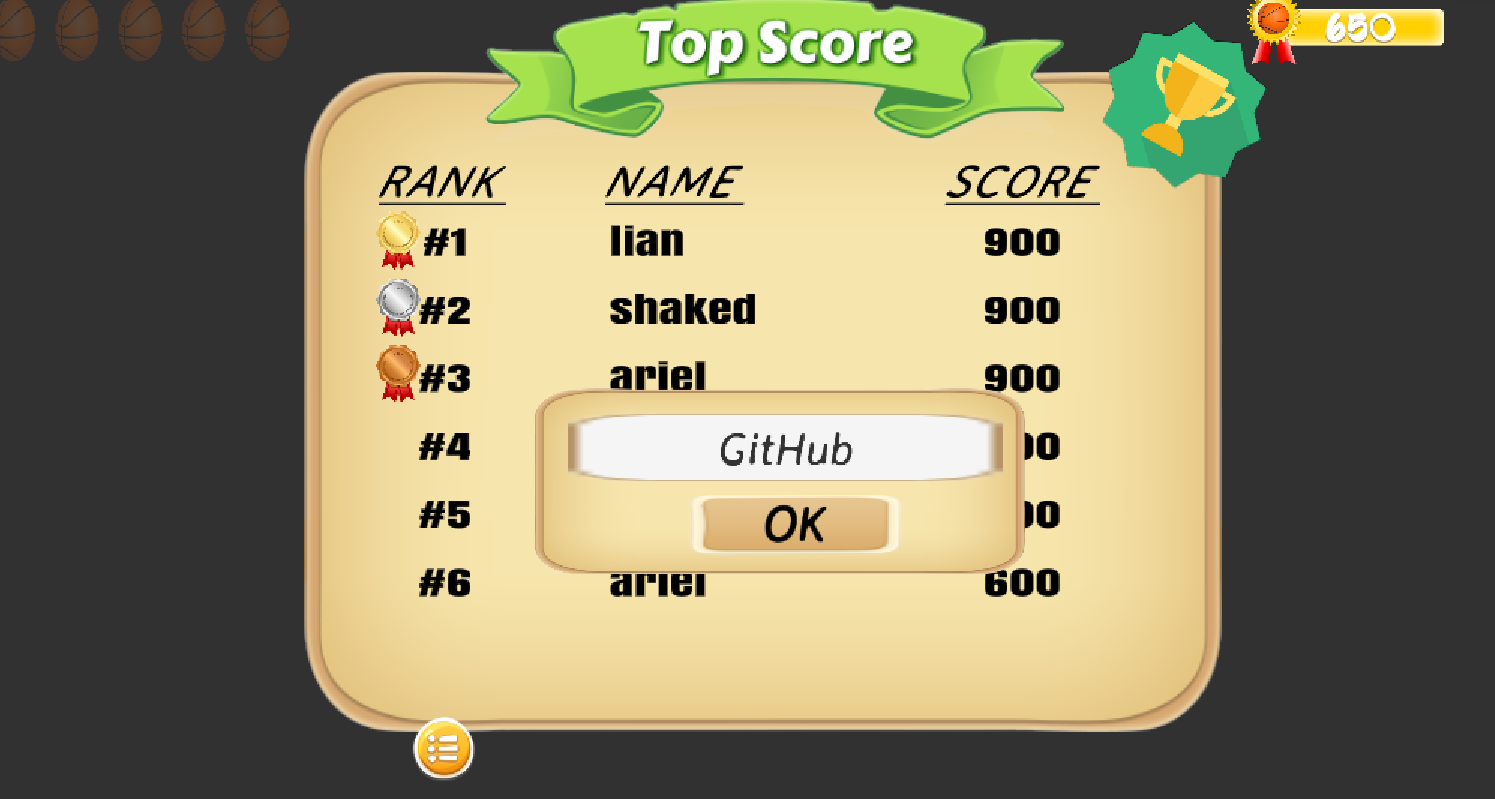 Top Score
650
RANK NAME SCORE
#1 lian 900
#2 shaked 900
#3 ariel 900
#4
GitHub
#5
OK
#6 ariel 600